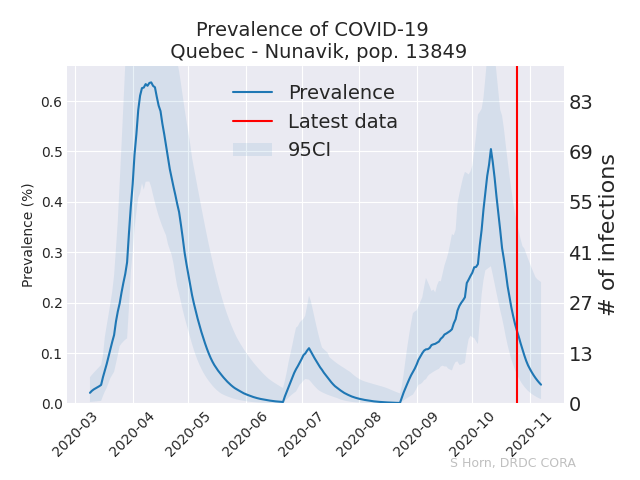 Prevalence of COVID-19
Quebec - Nunavik, pop. 13849
Prevalence
Latest data
95CI
Prevalence (%)
0.6
0.5
0.4
0.3
0.2
0.1
0.0
# of infections
83
69
55
41
27
13
0
2020-03
2020-04
2020-05
2020-06
2020-07
2020-08
2020-09
2020-10
2020-11
S Horn, DRDC CORA